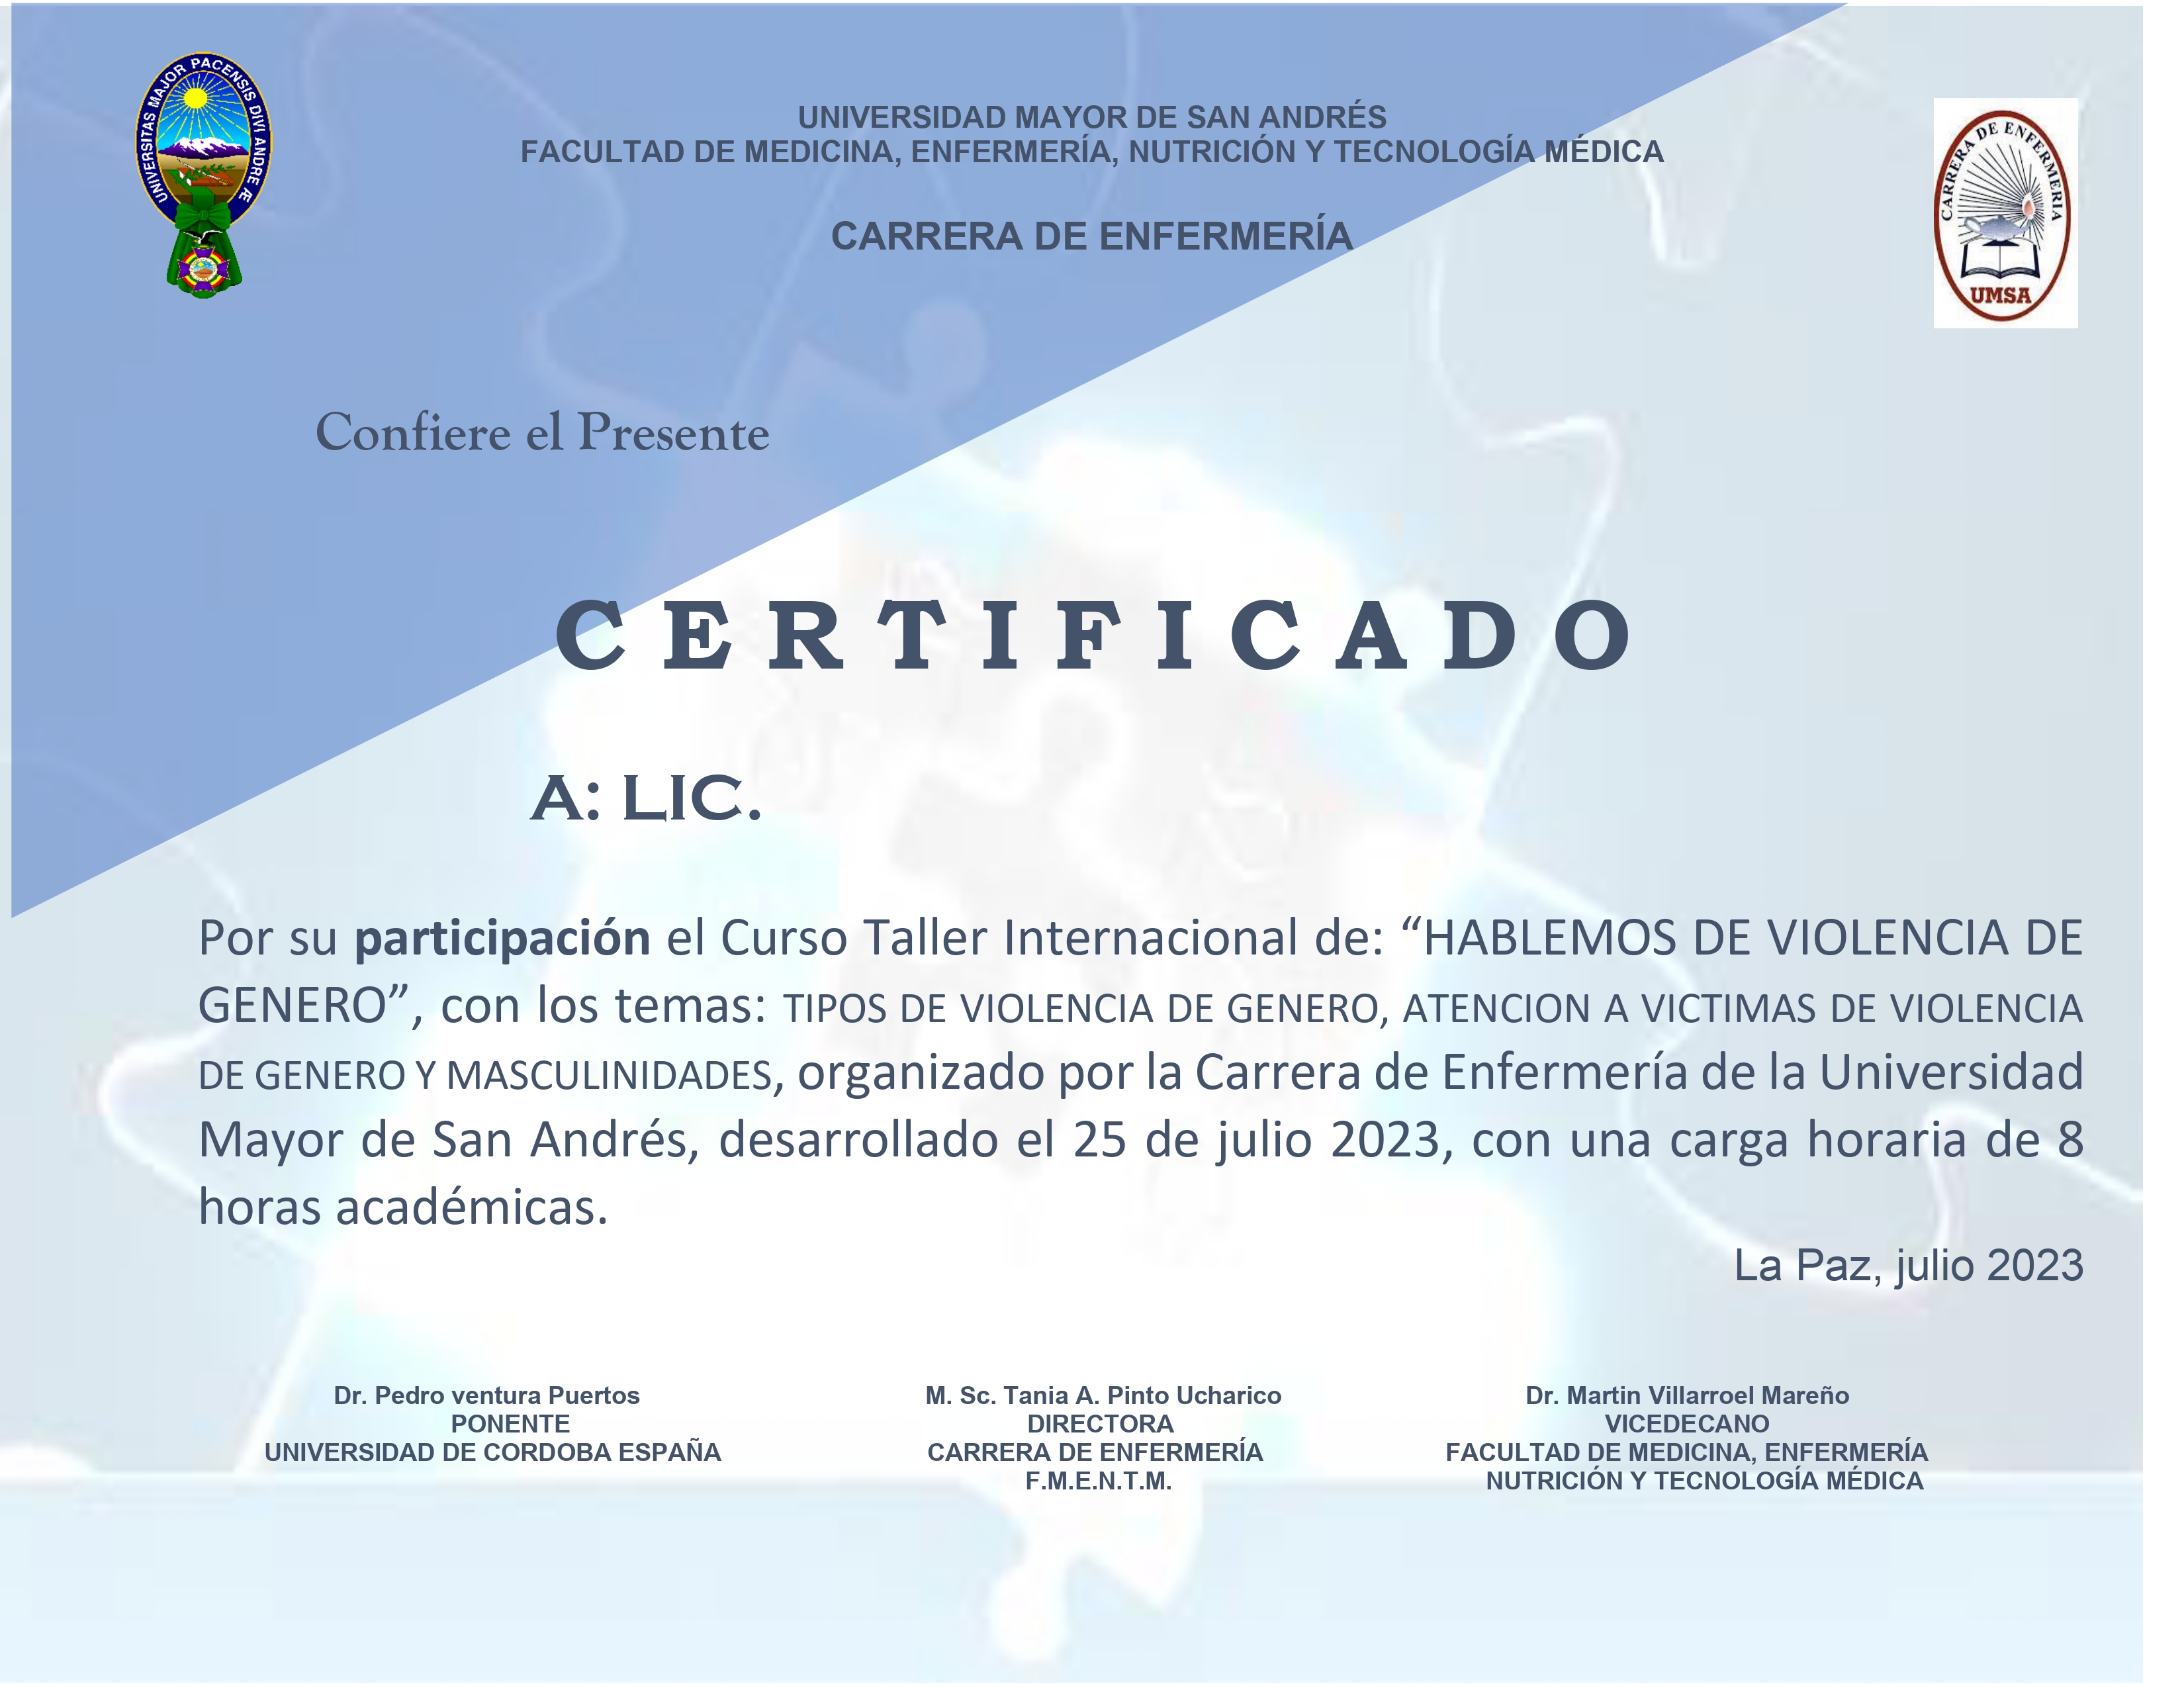 UNIVERSITAS MAJOR PACENSIS DIVI ANDRE Æ
UNIVERSIDAD MAYOR DE SAN ANDRÉS
FACULTAD DE MEDICINA, ENFERMERÍA, NUTRICIÓN Y TECNOLOGÍA MÉDICA
CARRERA DE ENFERMERÍA
CARRERA DE ENFERMERIA
UMSA
Confiere el Presente
CERTIFICADO
A: LIC.
Por su participación el Curso Taller Internacional de: “HABLEMOS DE VIOLENCIA DE
GENERO”, con los temas: TIPOS DE VIOLENCIA DE GENERO, ATENCION A VICTIMAS DE VIOLENCIA
DE GENERO Y MASCULINIDADES, organizado por la Carrera de Enfermería de la Universidad
Mayor de San Andrés, desarrollado el 25 de julio 2023, con una carga horaria de 8
horas académicas.
La Paz, julio 2023
Dr. Pedro ventura Puertos
PONENTE
UNIVERSIDAD DE CORDOBA ESPAÑA
M. Sc. Tania A. Pinto Ucharico
DIRECTORA
CARRERA DE ENFERMERÍA
F.M.E.N.T.M.
Dr. Martin Villarroel Mareño
VICEDECANO
FACULTAD DE MEDICINA, ENFERMERÍA
NUTRICIÓN Y TECNOLOGÍA MÉDICA